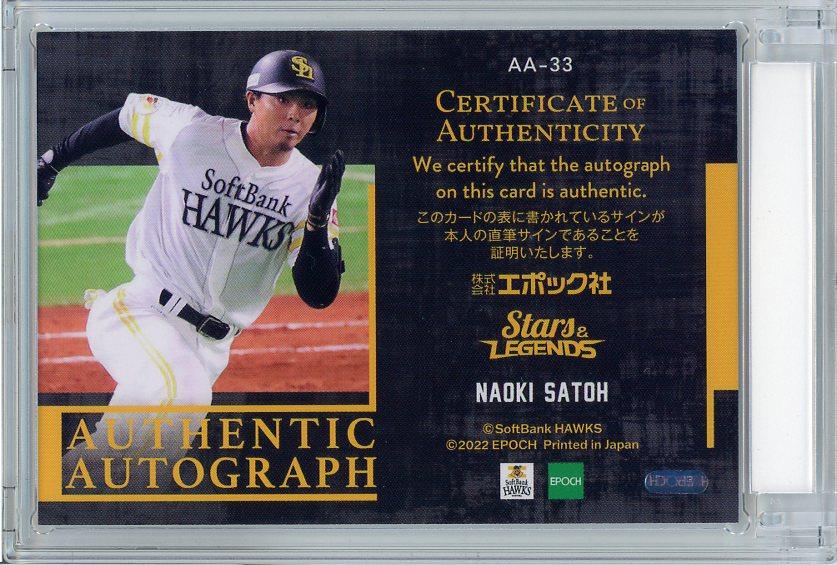 AA-33
CERTIFICATE OF
AUTHENTICITY
We certify that the autograph
on this card is authentic.
このカードの表に書かれているサインが
本人の直筆サインであることを
証明いたします。
株式会社エポック社
Stars &
LEGENDS
NAOKI SATOH
©SoftBank HAWKS
©2022 EPOCH Printed in Japan
SoftBank
HAWKS
EPOCH
SoftBank
HAWKS
SH
AUTHENTIC
AUTOGRAPH